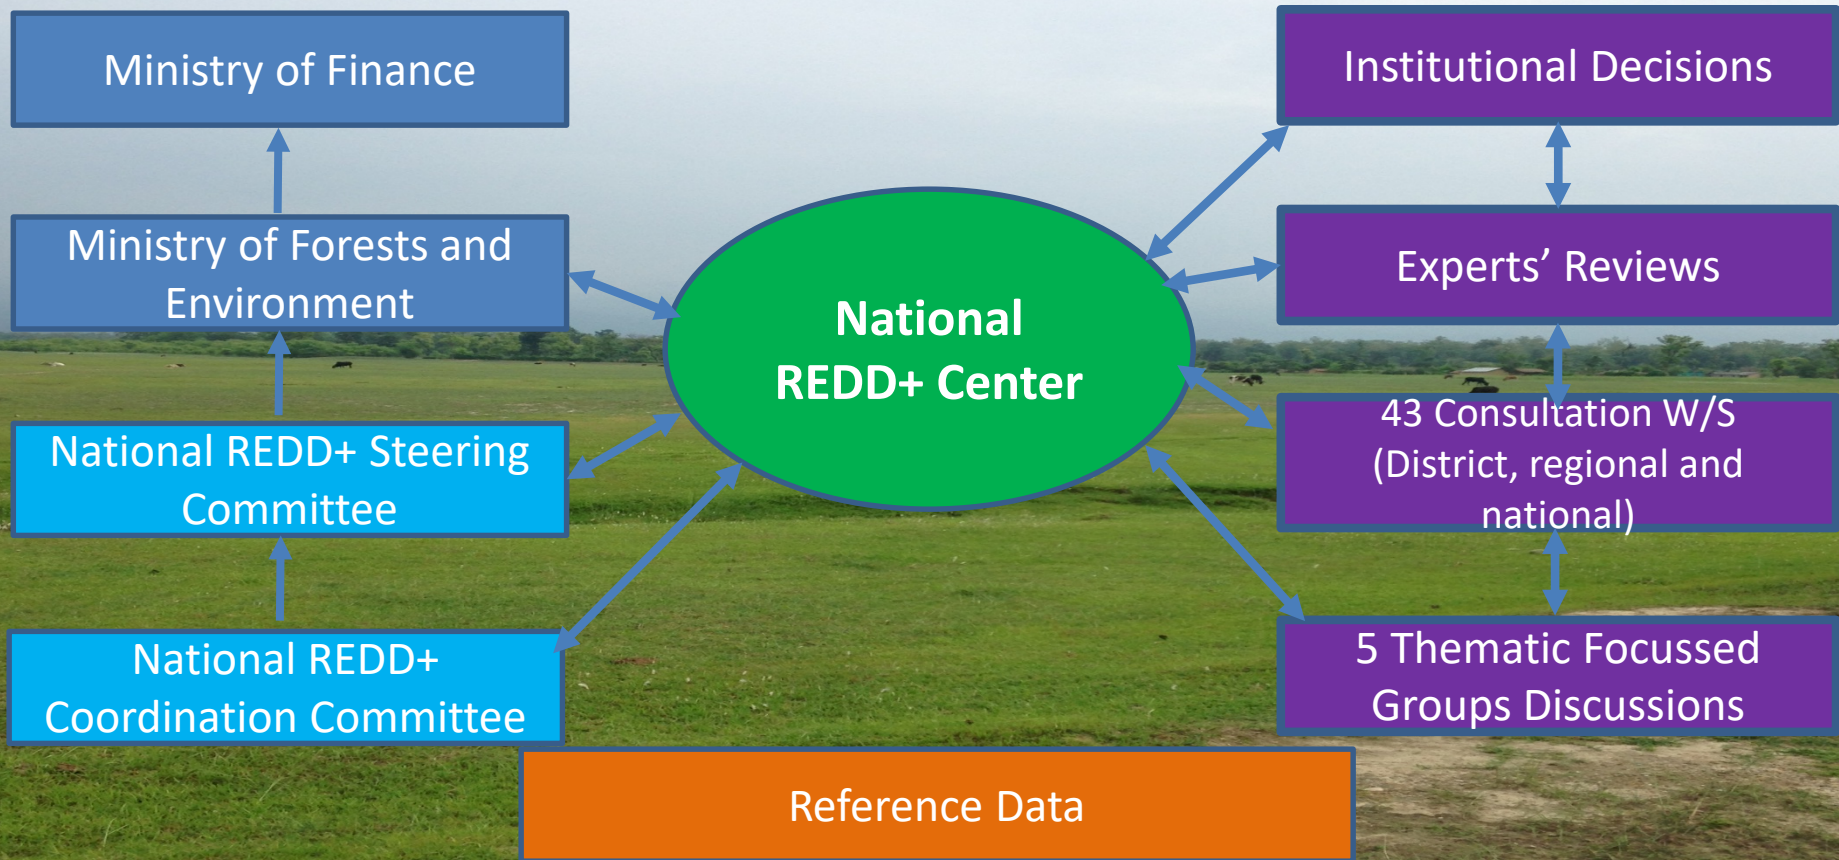 Ministry of Finance
Ministry of Forests and
Environment
National REDD+ Steering
Committee
National REDD+
Coordination Committee
National
REDD+ Center
Institutional Decisions
Experts’ Reviews
43 Consultation W/S
(District, regional and
national)
5 Thematic Focussed
Groups Discussions
Reference Data